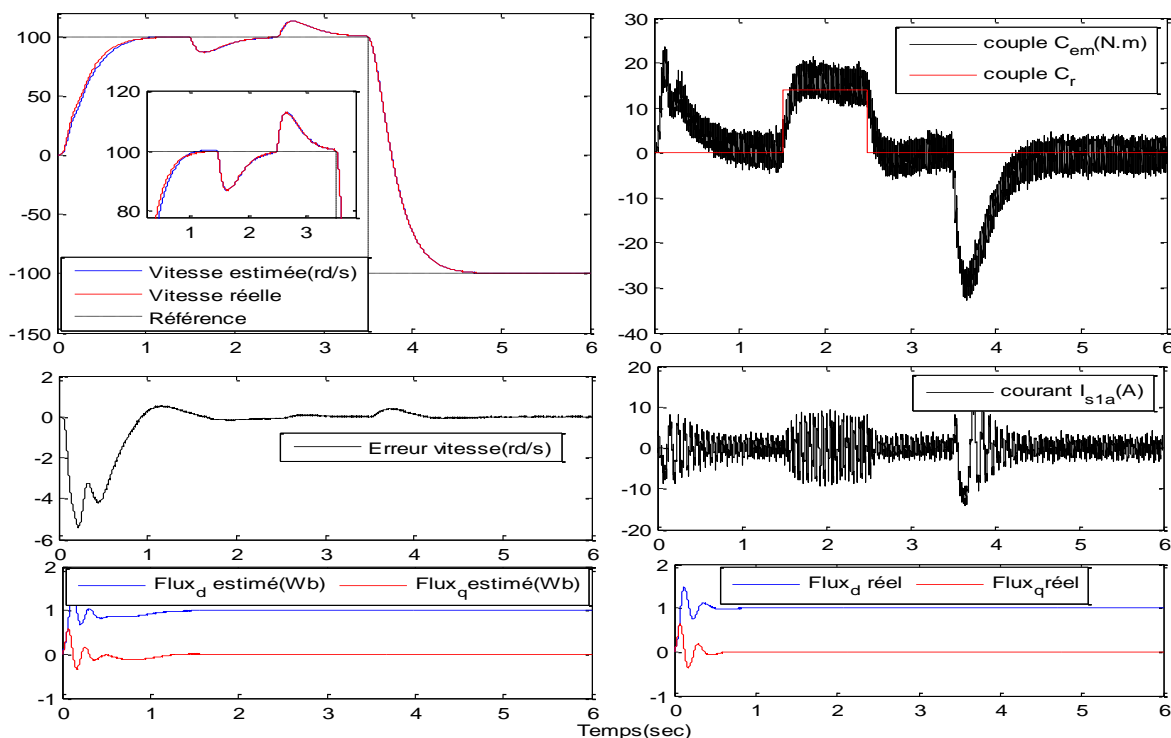 100
50
0
-50
-100
-150
120
100
80
1 2 3
Vitesse estimée(rd/s)
Vitesse réelle
Référence
0 1 2 3 4 5 6
30
20
10
0
-10
-20
-30
-40
couple Cem(N.m)
couple Cr
0 1 2 3 4 5 6
2
0
-2
-4
-6
Erreur vitesse(rd/s)
0 1 2 3 4 5 6
20
10
0
-10
-20
courant Is1a(A)
0 1 2 3 4 5 6
2
1
0
-1
Fluxd estimé(Wb) Fluxqestimé(Wb)
0 1 2 3 4 5 6
2
1
0
-1
Fluxd réel Fluxqréel
0 1 2 3 4 5 6
Temps(sec)